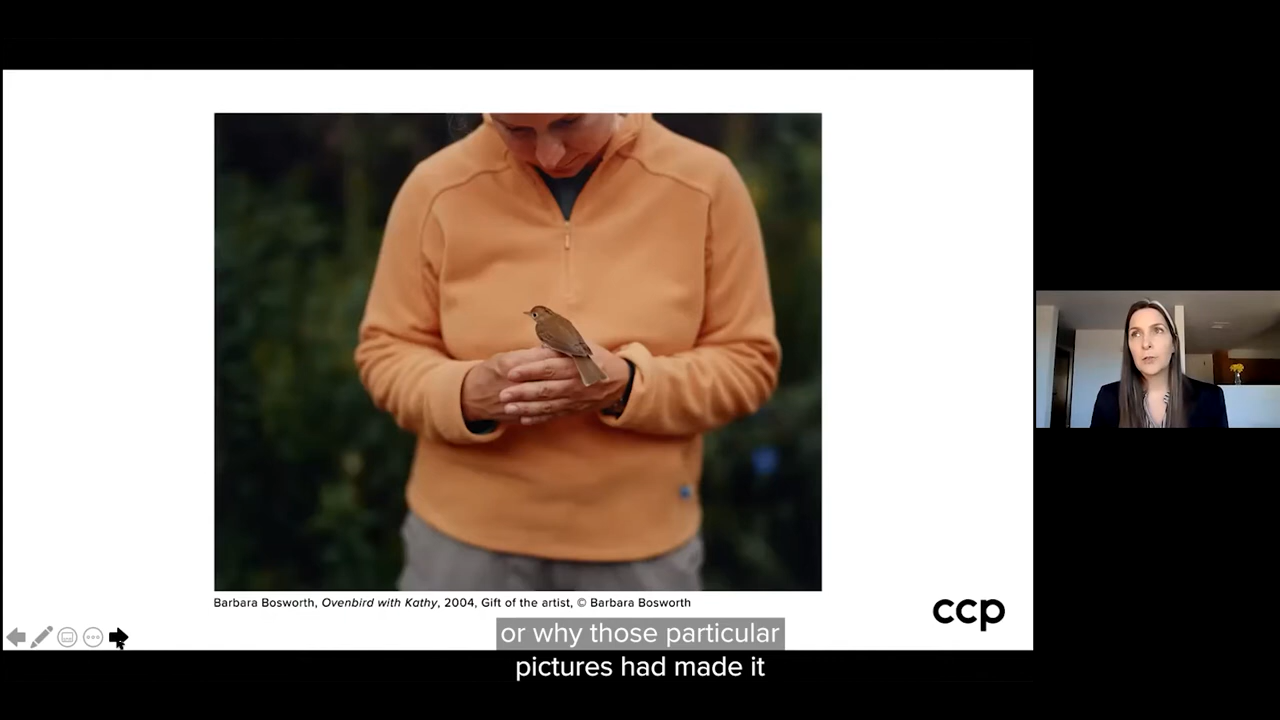 Barbara Bosworth, Ovenbird with Kathy, 2004, Gift of the artist, © Barbara Bosworth
ccp
or why those particular
pictures had made it